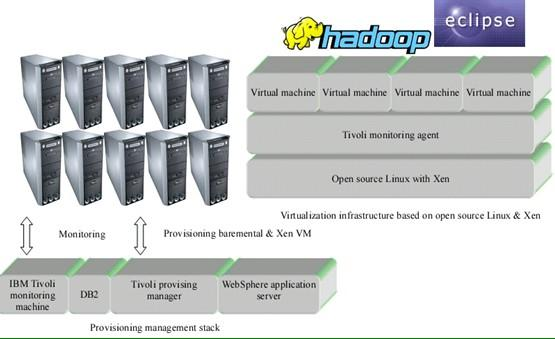 hadoop
eclipse
Virtual machine
Virtual machine
Virtual machine
Virtual machine
Tivoli monitoring agent
Open source Linux with Xen
Virtualization infrastructure based on open source Linux & Xen
Monitoring
Provisioning baremental & Xen VM
IBM Tivoli
monitoring
machine
DB2
Tivoli provising
manager
WebSphere application
server
Provisioning management stack